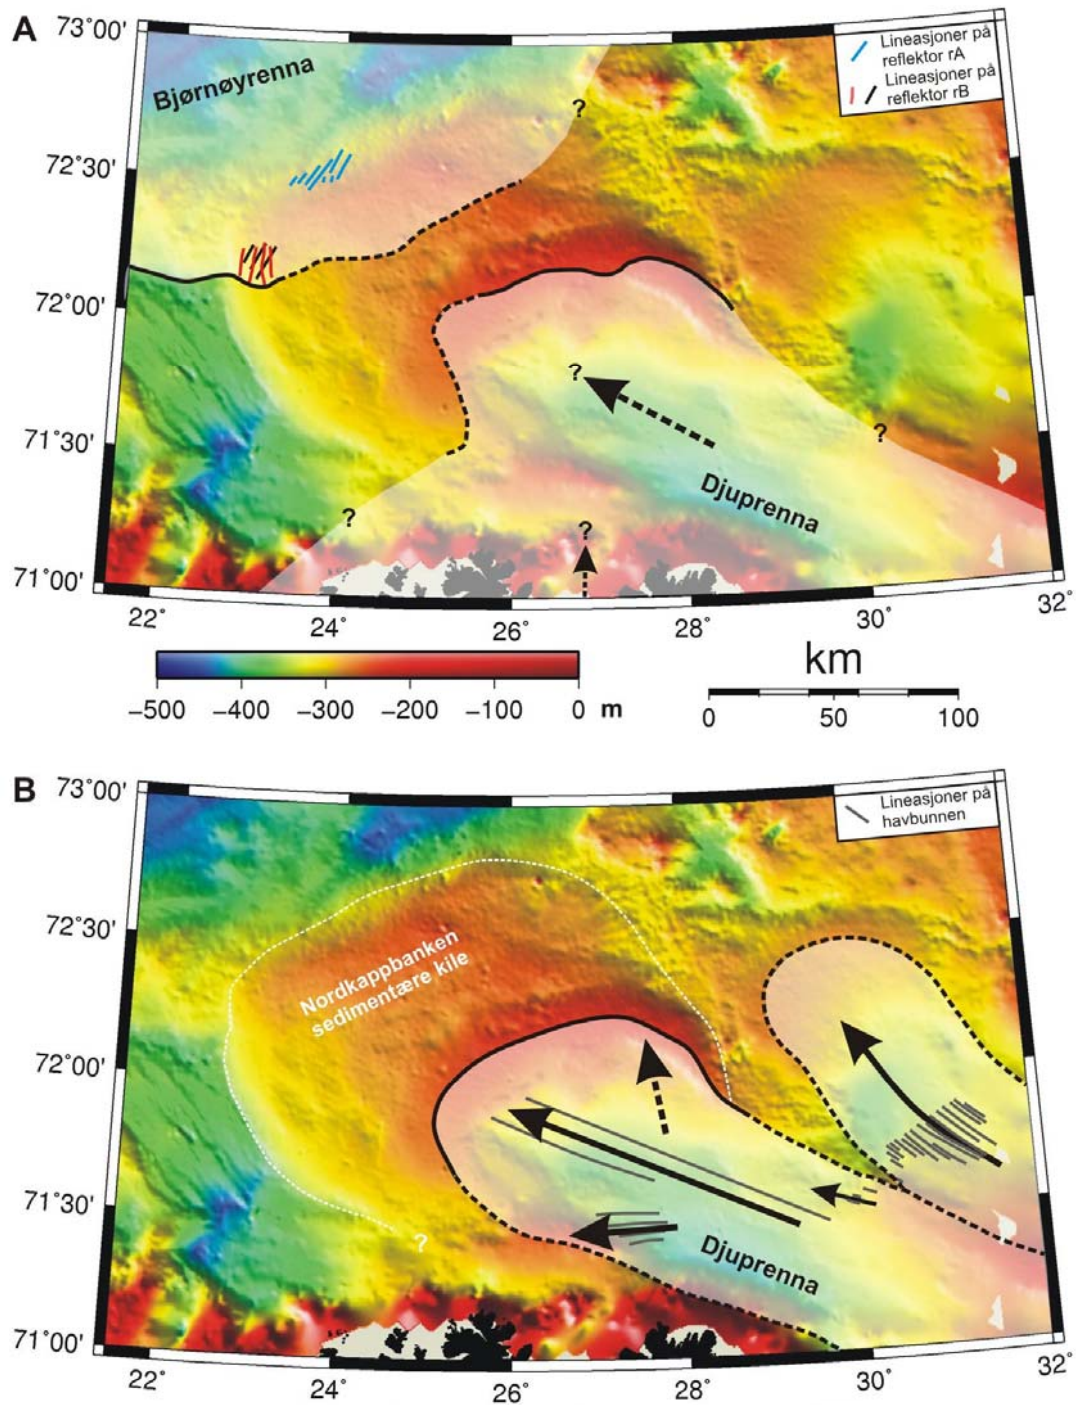 A
73°00'
72°30'
72°00'
71°30'
71°00'
Bjørnøyrenna
Lineasjoner på
reflektor rA
Lineasjoner på
reflektor rB
?
?
?
?
?
Djuprenna
22°
24°
26°
28°
30°
32°
−500
−400
−300
−200
−100
0
m
km
0
50
100
B
73°00'
72°30'
72°00'
71°30'
71°00'
Lineasjoner på
havbunnen
Nordkappbanken
sedimentære kile
?
Djuprenna
22°
24°
26°
28°
30°
32°